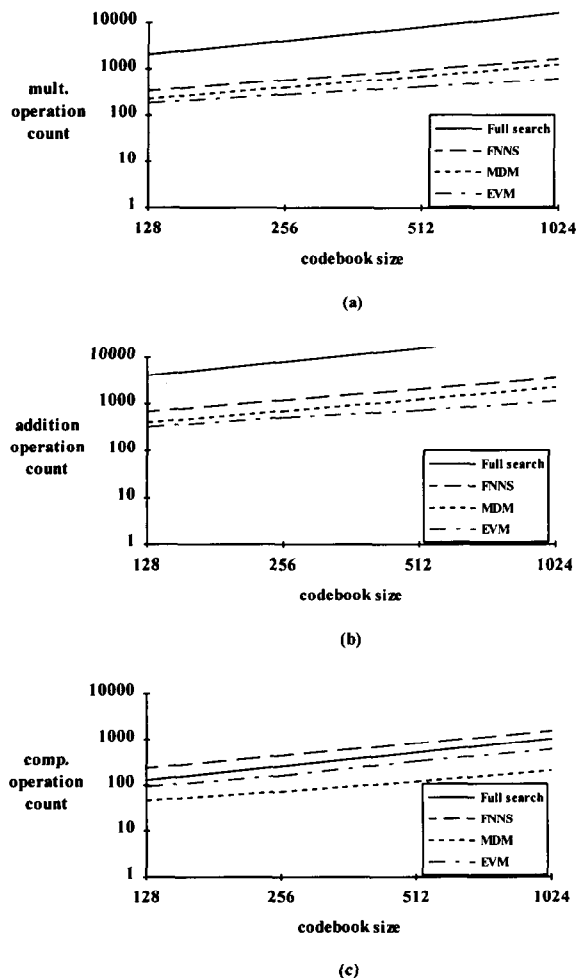 10000
1000
100
10
1
mult.
operation
count
Full search
FNNS
MDM
EVM
128
256
512
1024
codebook size
(a)
10000
1000
100
10
1
addition
operation
count
Full search
FNNS
MDM
EVM
128
256
512
1024
codebook size
(b)
10000
1000
100
10
1
comp.
operation
count
Full search
FNNS
MDM
EVM
128
256
512
1024
codebook size
(c)